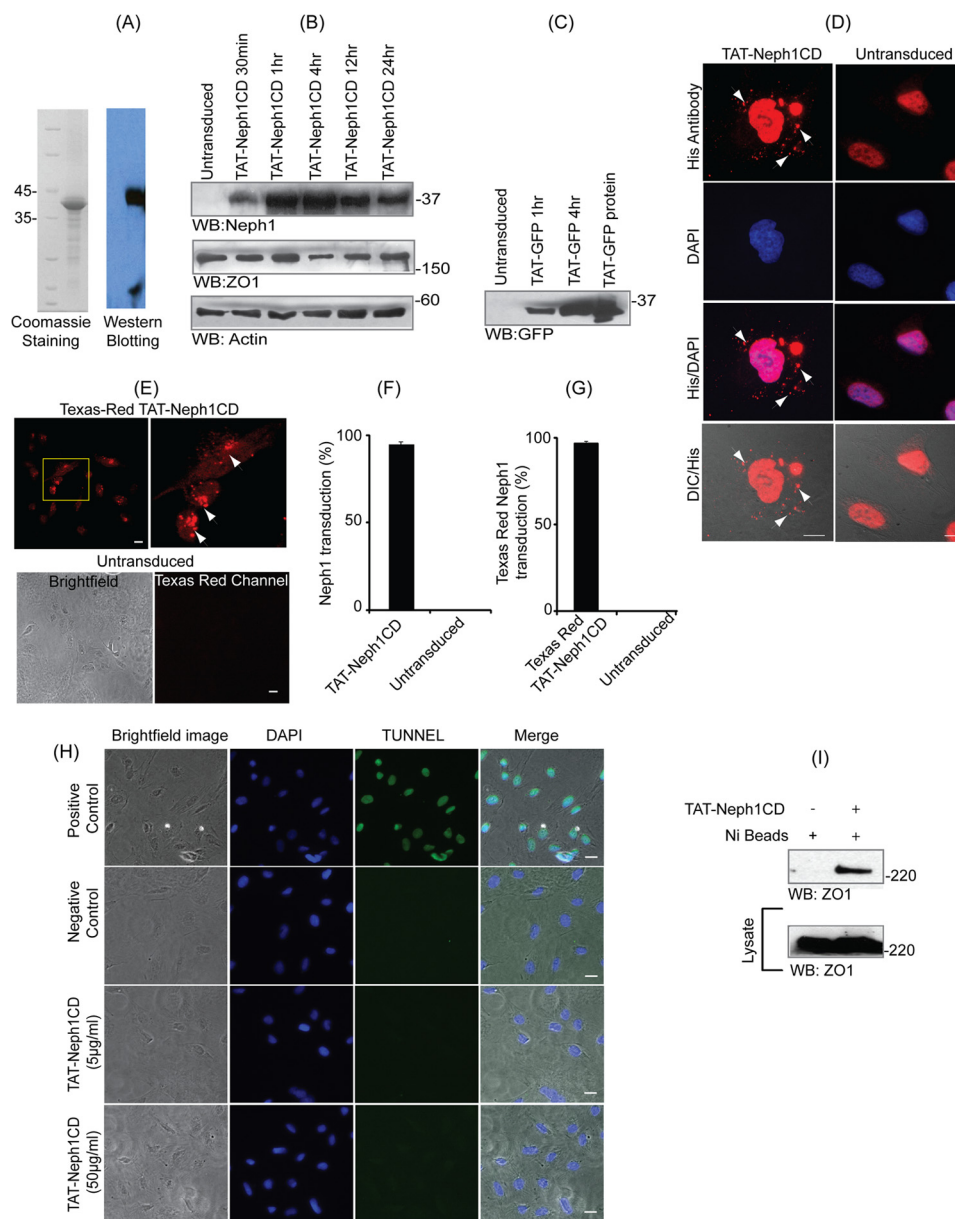 (A)
45-
35-
Coomassie
Staining
Western
Blotting
(B)
Untransduced
TAT-Neph1CD 30min
TAT-Neph1CD 1hr
TAT-Neph1CD 4hr
TAT-Neph1CD 12hr
TAT-Neph1CD 24hr
-37
WB:Neph1
-150
WB:ZO1
-60
WB: Actin
(C)
Untransduced
TAT-GFP 1hr
TAT-GFP 4hr
TAT-GFP protein
-37
WB:GFP
(D)
TAT-Neph1CD
Untransduced
His Antibody
DAPI
His/DAPI
DIC/His
(E)
Texas-Red TAT-Neph1CD
Untransduced
Brightfield
Texas Red Channel
(F)
Neph1 transduction (%)
100
50
0
TAT-Neph1CD
Untransduced
(G)
Texas Red Neph1
transduction (%)
100
50
0
Texas Red
TAT-Neph1CD
Untransduced
(H)
Brightfield image
DAPI
TUNNEL
Merge
Positive
Control
Negative
Control
TAT-Neph1CD
(5µg/ml)
TAT-Neph1CD
(50µg/ml)
(I)
TAT-Neph1CD - +
Ni Beads + +
-220
WB: ZO1
Lysate
-220
WB: ZO1